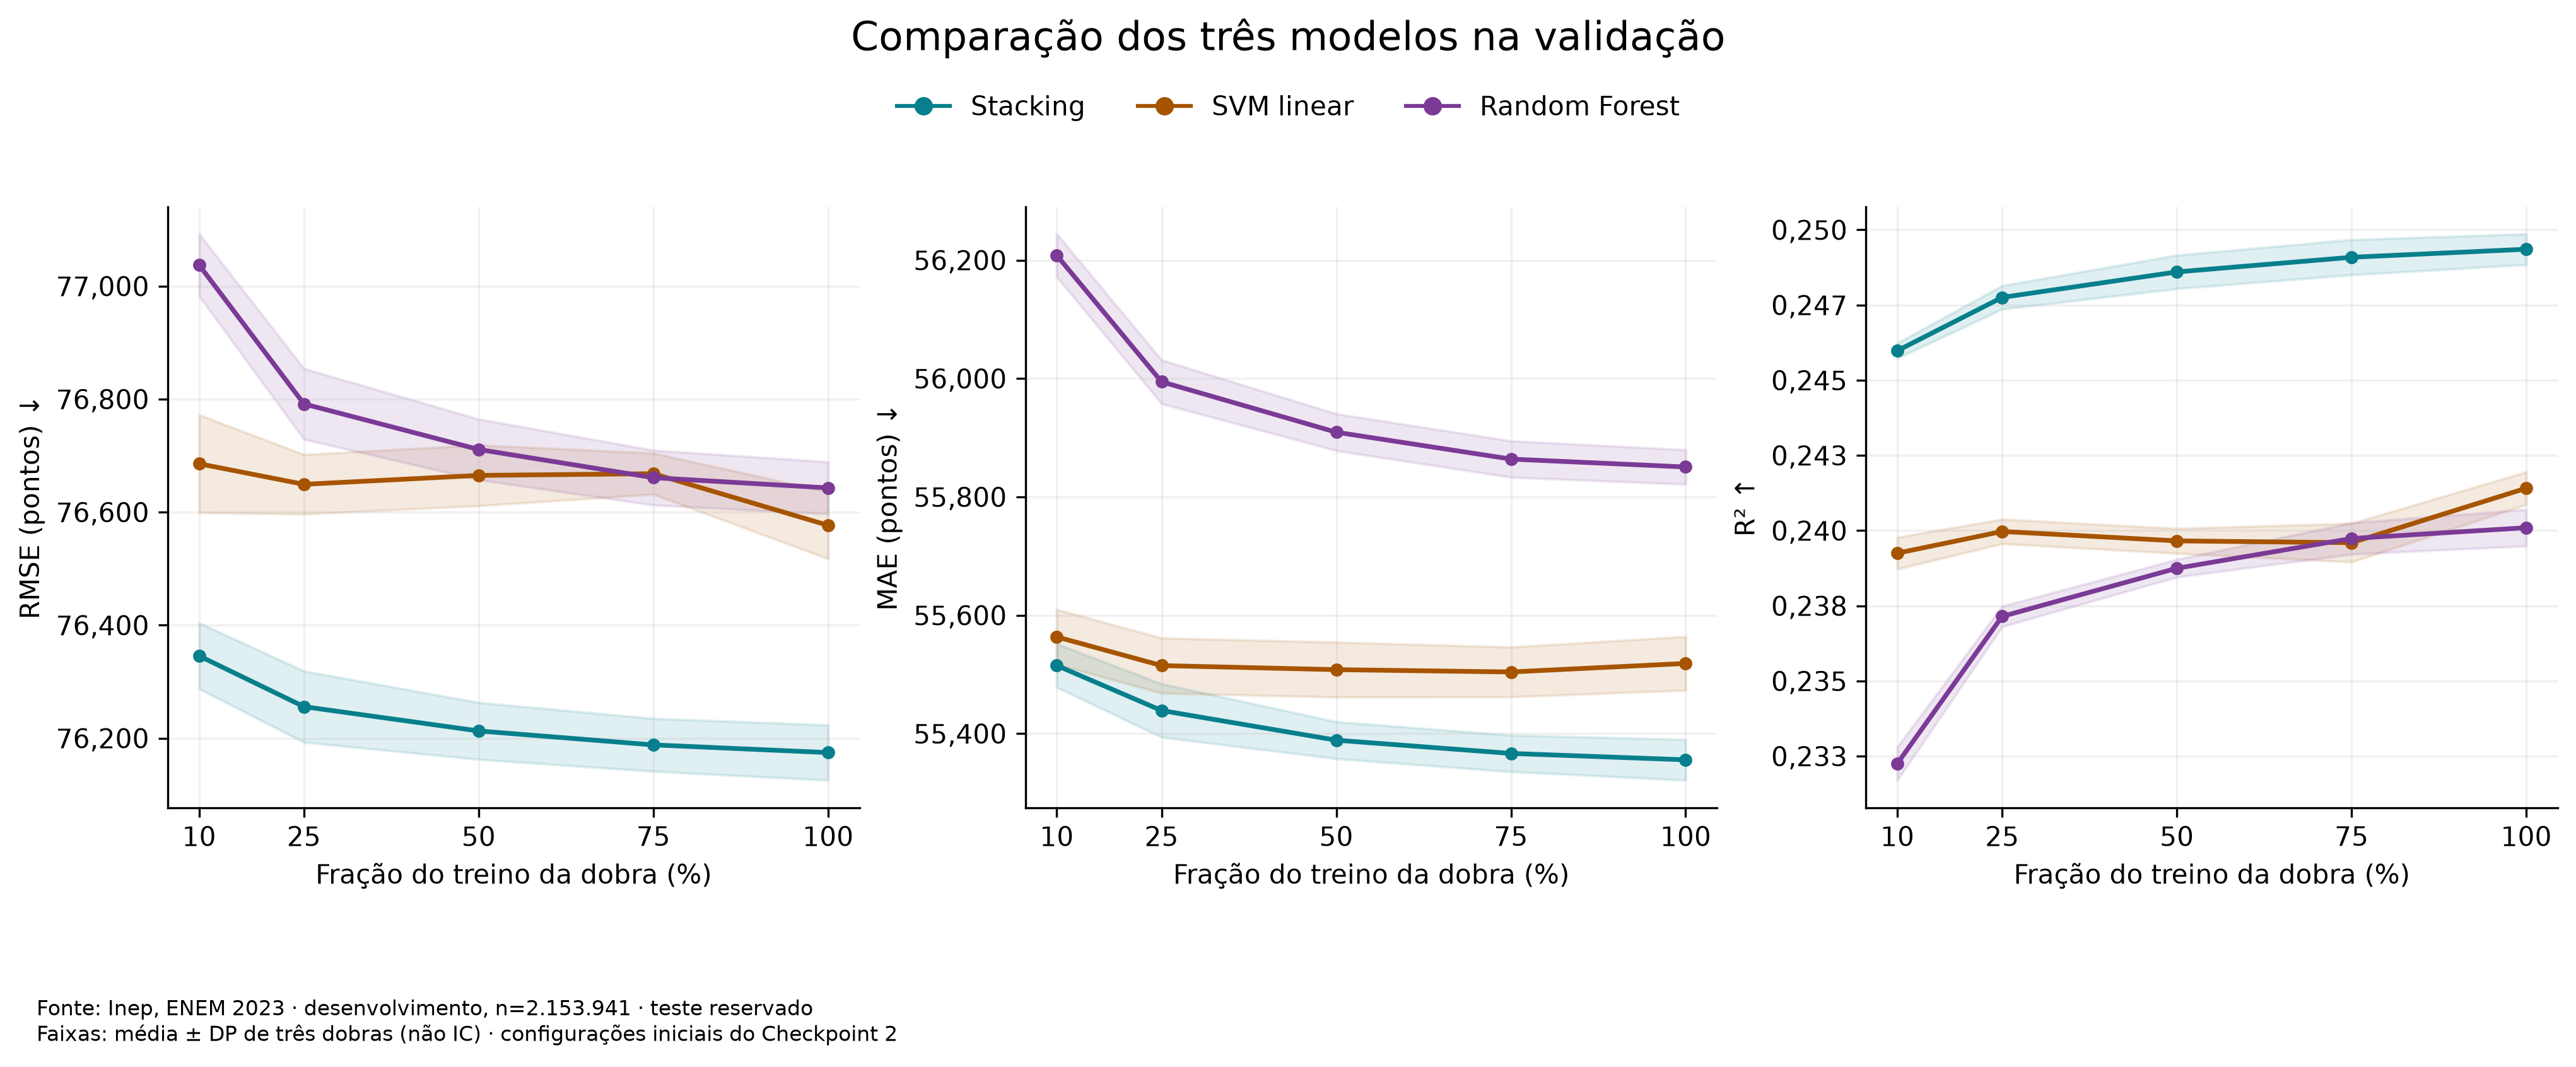 Comparação dos três modelos na validação
Stacking
SVM linear
Random Forest
RMSE (pontos) ↓
77,000
76,800
76,600
76,400
76,200
10
25
50
75
100
Fração do treino da dobra (%)
MAE (pontos) ↓
56,200
56,000
55,800
55,600
55,400
10
25
50
75
100
Fração do treino da dobra (%)
R² ↑
0,250
0,247
0,245
0,243
0,240
0,238
0,235
0,233
10
25
50
75
100
Fração do treino da dobra (%)
Fonte: Inep, ENEM 2023 · desenvolvimento, n=2.153.941 · teste reservado
Faixas: média ± DP de três dobras (não IC) · configurações iniciais do Checkpoint 2